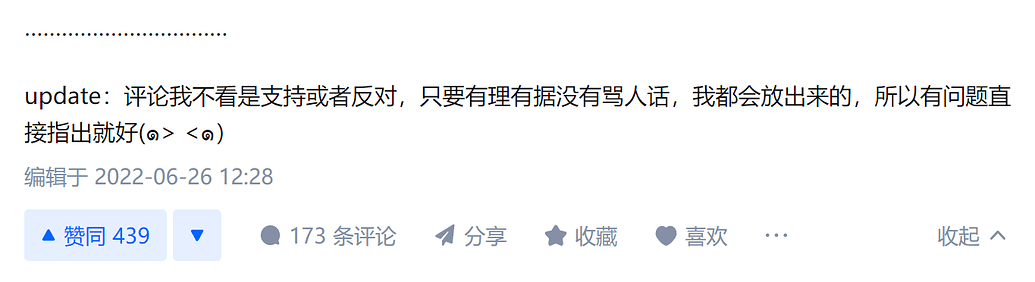 .................................
update：评论我不看是支持或者反对，只要有理有据没有骂人话，我都会放出来的，所以有问题直
接指出就好(๑> <๑)
编辑于 2022-06-26 12:28
赞同 439 173 条评论 分享 收藏 喜欢 ··· 收起